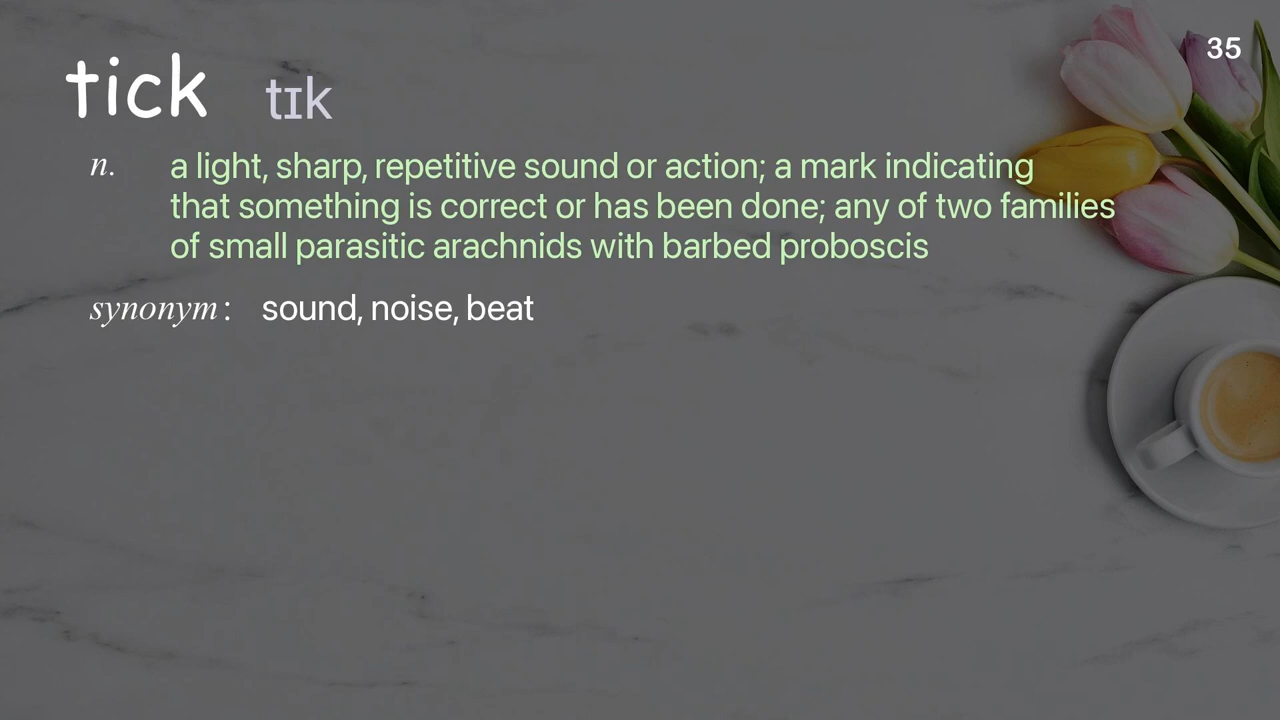 35
tick tɪk
n. a light, sharp, repetitive sound or action; a mark indicating
that something is correct or has been done; any of two families
of small parasitic arachnids with barbed proboscis
synonym: sound, noise, beat